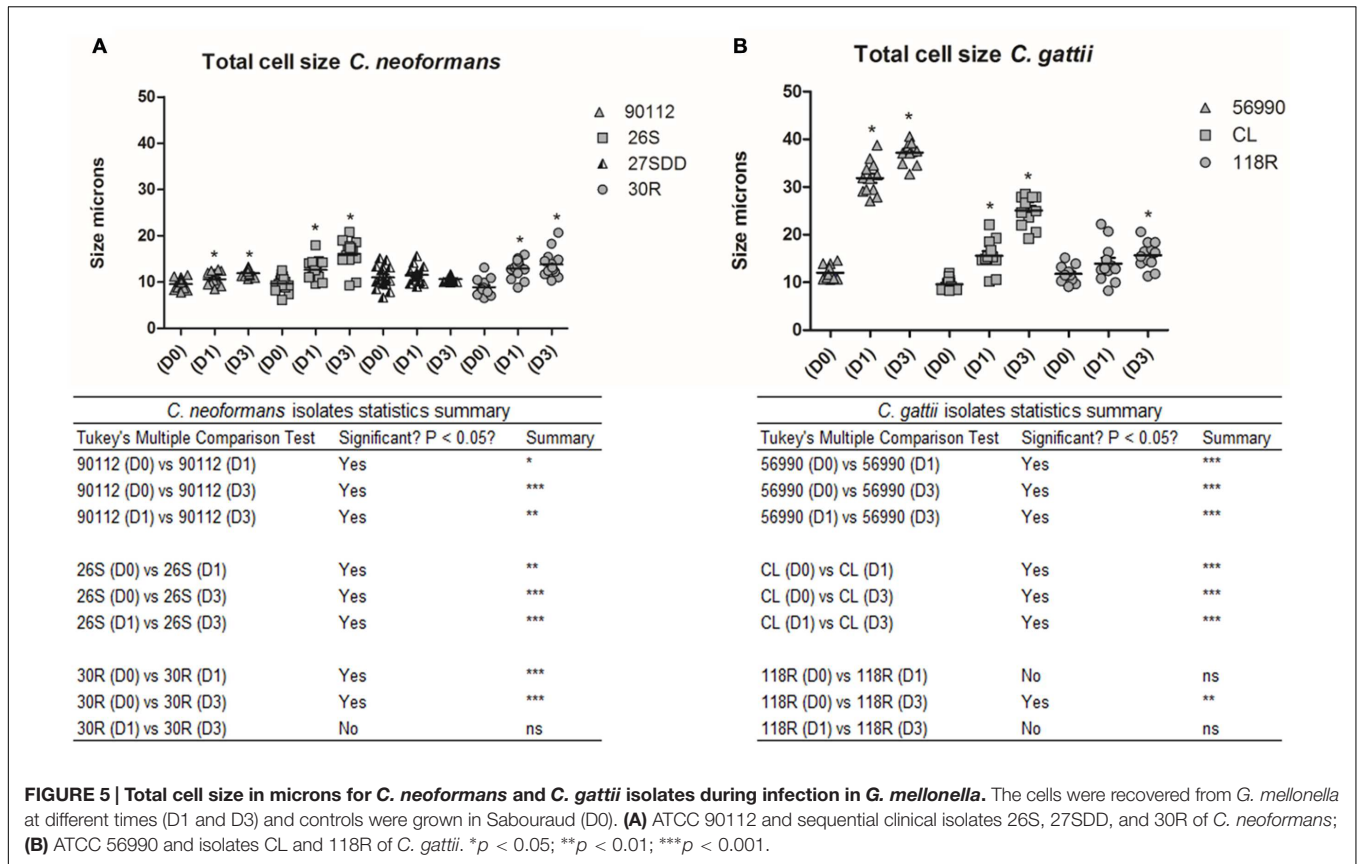 A
Total cell size C. neoformans
50
40
30
20
10
0
Size microns
* * * * * *
(D0) (D1) (D3) (D0) (D1) (D3) (D0) (D1) (D3) (D0) (D1) (D3)
90112
26S
27SDD
30R
C. neoformans isolates statistics summary
Tukey's Multiple Comparison Test Significant? P < 0.05? Summary
90112 (D0) vs 90112 (D1) Yes *
90112 (D0) vs 90112 (D3) Yes ***
90112 (D1) vs 90112 (D3) Yes **
26S (D0) vs 26S (D1) Yes **
26S (D0) vs 26S (D3) Yes ***
26S (D1) vs 26S (D3) Yes ***
30R (D0) vs 30R (D1) Yes ***
30R (D0) vs 30R (D3) Yes ***
30R (D1) vs 30R (D3) No ns
B
Total cell size C. gattii
50
40
30
20
10
0
Size microns
* * * * *
(D0) (D1) (D3) (D0) (D1) (D3) (D0) (D1) (D3)
56990
CL
118R
C. gattii isolates statistics summary
Tukey's Multiple Comparison Test Significant? P < 0.05? Summary
56990 (D0) vs 56990 (D1) Yes ***
56990 (D0) vs 56990 (D3) Yes ***
56990 (D1) vs 56990 (D3) Yes ***
CL (D0) vs CL (D1) Yes ***
CL (D0) vs CL (D3) Yes ***
CL (D1) vs CL (D3) Yes ***
118R (D0) vs 118R (D1) No ns
118R (D0) vs 118R (D3) Yes **
118R (D1) vs 118R (D3) No ns
FIGURE 5 | Total cell size in microns for C. neoformans and C. gattii isolates during infection in G. mellonella. The cells were recovered from G. mellonella
at different times (D1 and D3) and controls were grown in Sabouraud (D0). (A) ATCC 90112 and sequential clinical isolates 26S, 27SDD, and 30R of C. neoformans;
(B) ATCC 56990 and isolates CL and 118R of C. gattii. *p < 0.05; **p < 0.01; ***p < 0.001.